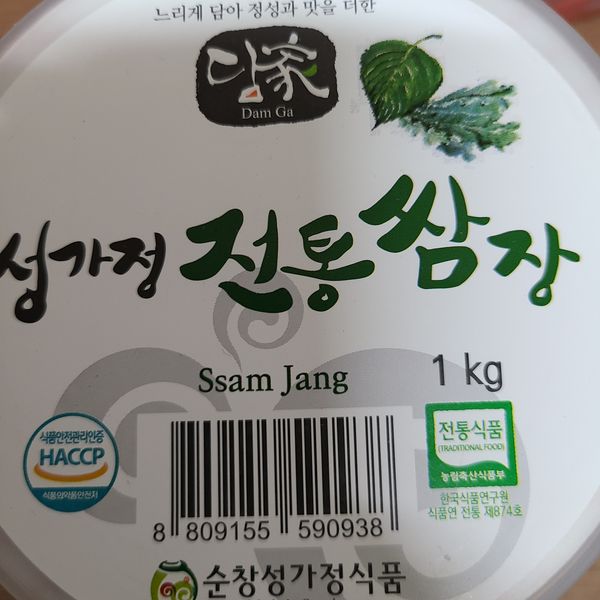 느리게 담아 정성과 맛을 더한
담家
Dam Ga
성가정 전통쌈장
Ssam Jang
1 kg
식품안전관리인증
HACCP
식품의약품안전처
전통식품
(TRADITIONAL FOOD)
농림축산식품부
한국식품연구원
식품연 전통 제874호
8 809155 590938
순창성가정식품